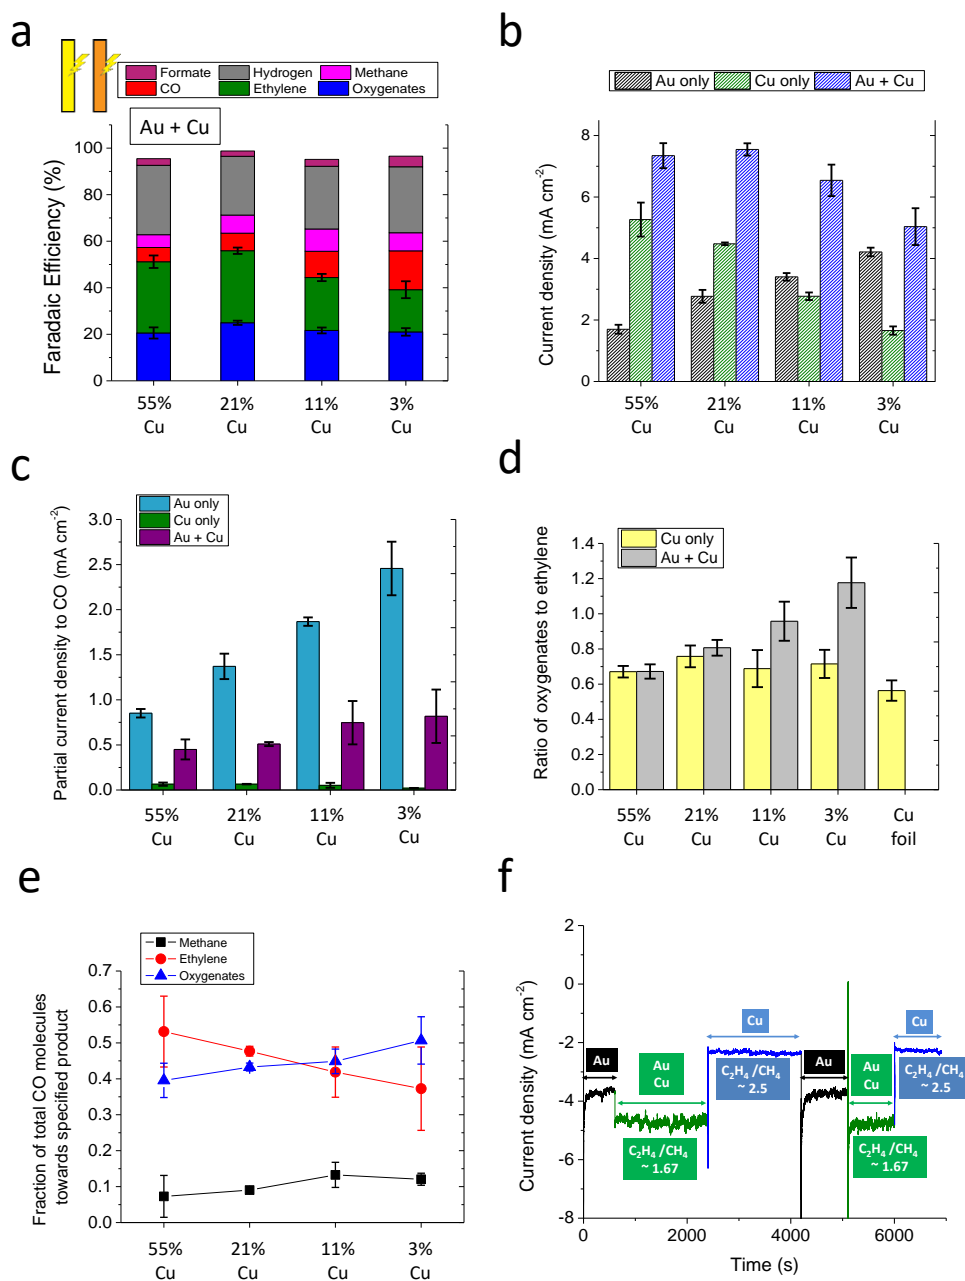 a
Formate Hydrogen Methane
CO Ethylene Oxygenates
Au + Cu
Faradaic Efficiency (%)
100
80
60
40
20
0
55% 21% 11% 3%
Cu Cu Cu Cu
b
Au only Cu only Au + Cu
Current density (mA cm⁻²)
8
6
4
2
0
55% 21% 11% 3%
Cu Cu Cu Cu
c
Au only
Cu only
Au + Cu
Partial current density to CO (mA cm⁻²)
3.0
2.5
2.0
1.5
1.0
0.5
0.0
55% 21% 11% 3%
Cu Cu Cu Cu
d
Cu only
Au + Cu
Ratio of oxygenates to ethylene
1.4
1.2
1.0
0.8
0.6
0.4
0.2
0.0
55% 21% 11% 3% Cu
Cu Cu Cu Cu foil
e
Methane
Ethylene
Oxygenates
Fraction of total CO molecules
towards specified product
0.7
0.6
0.5
0.4
0.3
0.2
0.1
0.0
55% 21% 11% 3%
Cu Cu Cu Cu
f
Current density (mA cm⁻²)
2
0
-2
-4
-6
-8
Au
Au
Cu
C₂H₄ /CH₄
~ 1.67
Cu
C₂H₄ /CH₄
~ 2.5
Au
Au
Cu
C₂H₄ /CH₄
~ 1.67
Cu
C₂H₄ /CH₄
~ 2.5
0 2000 4000 6000
Time (s)